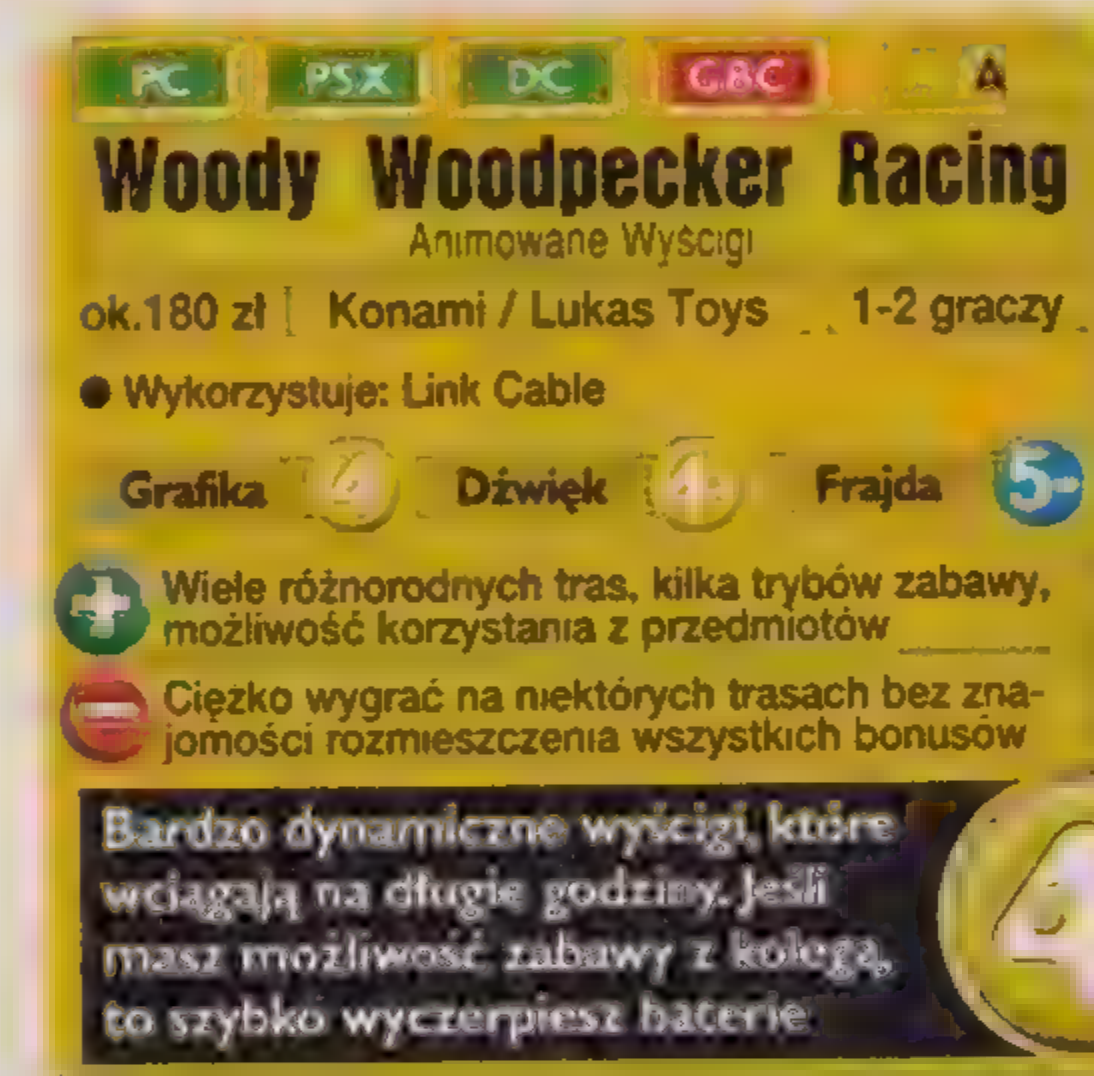 PC PSX DC GBC
Woody Woodpecker Racing
Animowane Wyścigi
ok.180 zł Konami / Lukas Toys 1-2 graczy
● Wykorzystuje: Link Cable
Grafika Dźwięk Frajda 5-
Wiele różnorodnych tras, kilka trybów zabawy,
możliwość korzystania z przedmiotów
Ciężko wygrać na niektórych trasach bez zna-
jomości rozmieszczenia wszystkich bonusów
Bardzo dynamiczne wyścigi, które
wciągają na długie godziny. Jeśli
masz możliwość zabawy z kolegą,
to szybko wyczerpiesz baterie